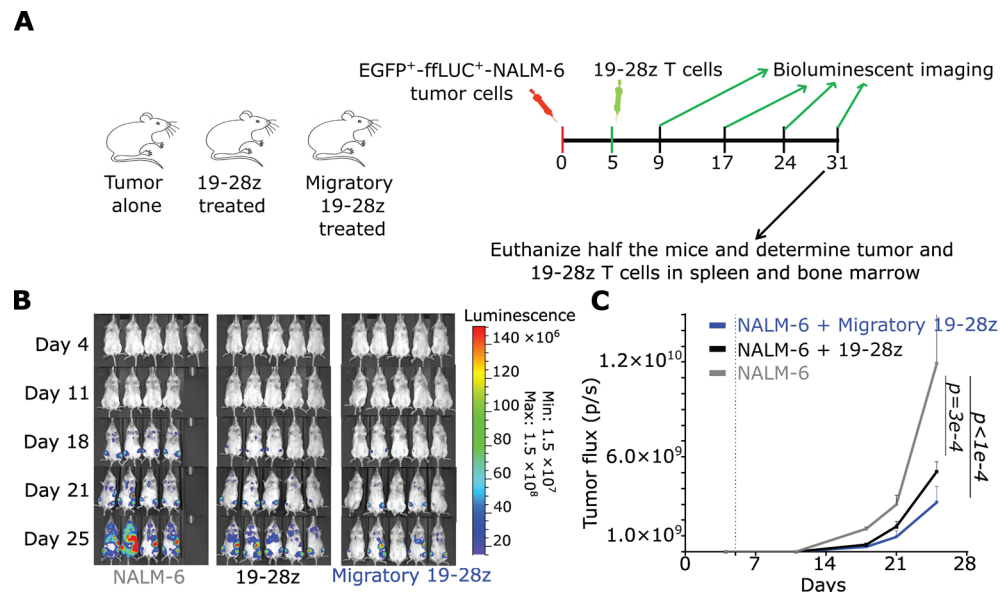 A
EGFP⁺-ffLUC⁺-NALM-6
tumor cells
19-28z T cells
Bioluminescent imaging
0 5 9 17 24 31
Tumor
alone
19-28z
treated
Migratory
19-28z
treated
Euthanize half the mice and determine tumor and
19-28z T cells in spleen and bone marrow
B
Luminescence
Day 4
Day 11
Day 18
Day 21
Day 25
140 ×10⁶
120
100
80
60
40
20
Min: 1.5 ×10⁷
Max: 1.5 ×10⁸
NALM-6
19-28z
Migratory 19-28z
C
NALM-6 + Migratory 19-28z
NALM-6 + 19-28z
NALM-6
Tumor flux (p/s)
1.2×10¹⁰
6.0×10⁹
1.0×10⁹
p=3e-4
p<1e-4
0 7 14 21 28
Days